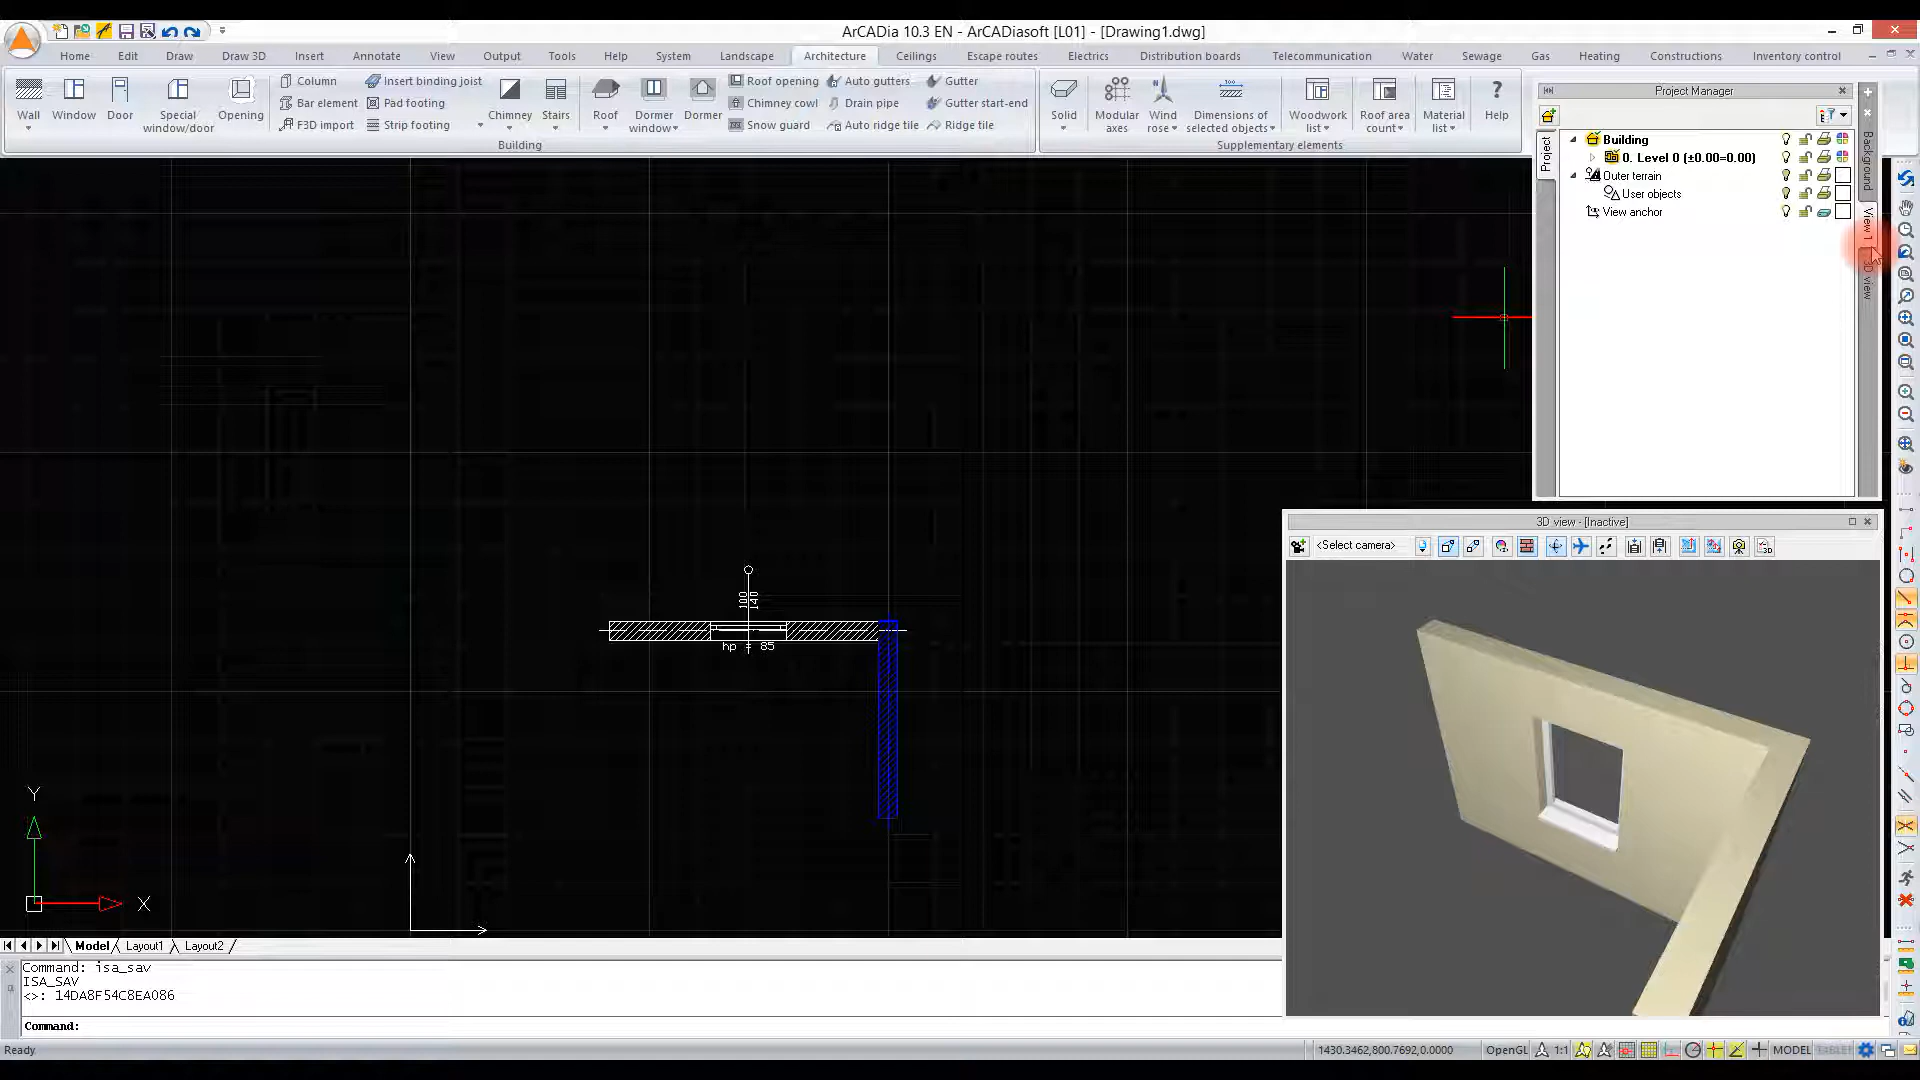 ArCADia 10.3 EN - ArCADiasoft [L01] - [Drawing1.dwg]
Home Edit Draw Draw 3D Insert Annotate View Output Tools Help System Landscape Architecture Ceilings Escape routes Electrics Distribution boards Telecommunication Water Sewage Gas Heating Constructions Inventory control
Column Insert binding joist Roof opening Auto gutters Gutter
Bar element Pad footing Chimney cowl Drain pipe Gutter start-end
F3D import Strip footing Snow guard Auto ridge tile Ridge tile
Wall Window Door Special window/door Opening Chimney Stairs Roof Dormer window Dormer Solid Modular axes Wind rose Dimensions of selected objects Woodwork list Roof area count Material list Help
Building Supplementary elements
Project Manager
Project
Building
0. Level 0 (±0.00=0.00)
Outer terrain
User objects
View anchor
Background
View 1
3D view
3D view - [Inactive]
<Select camera>
3D
100
140
hp = 85
Y
X
Model Layout1 Layout2
Command: isa_sav
ISA_SAV
<>: 14DA8F54C8EA086
Command:
Ready
1430.3462,800.7692,0.0000 OpenGL 1:1 MODEL TABLET